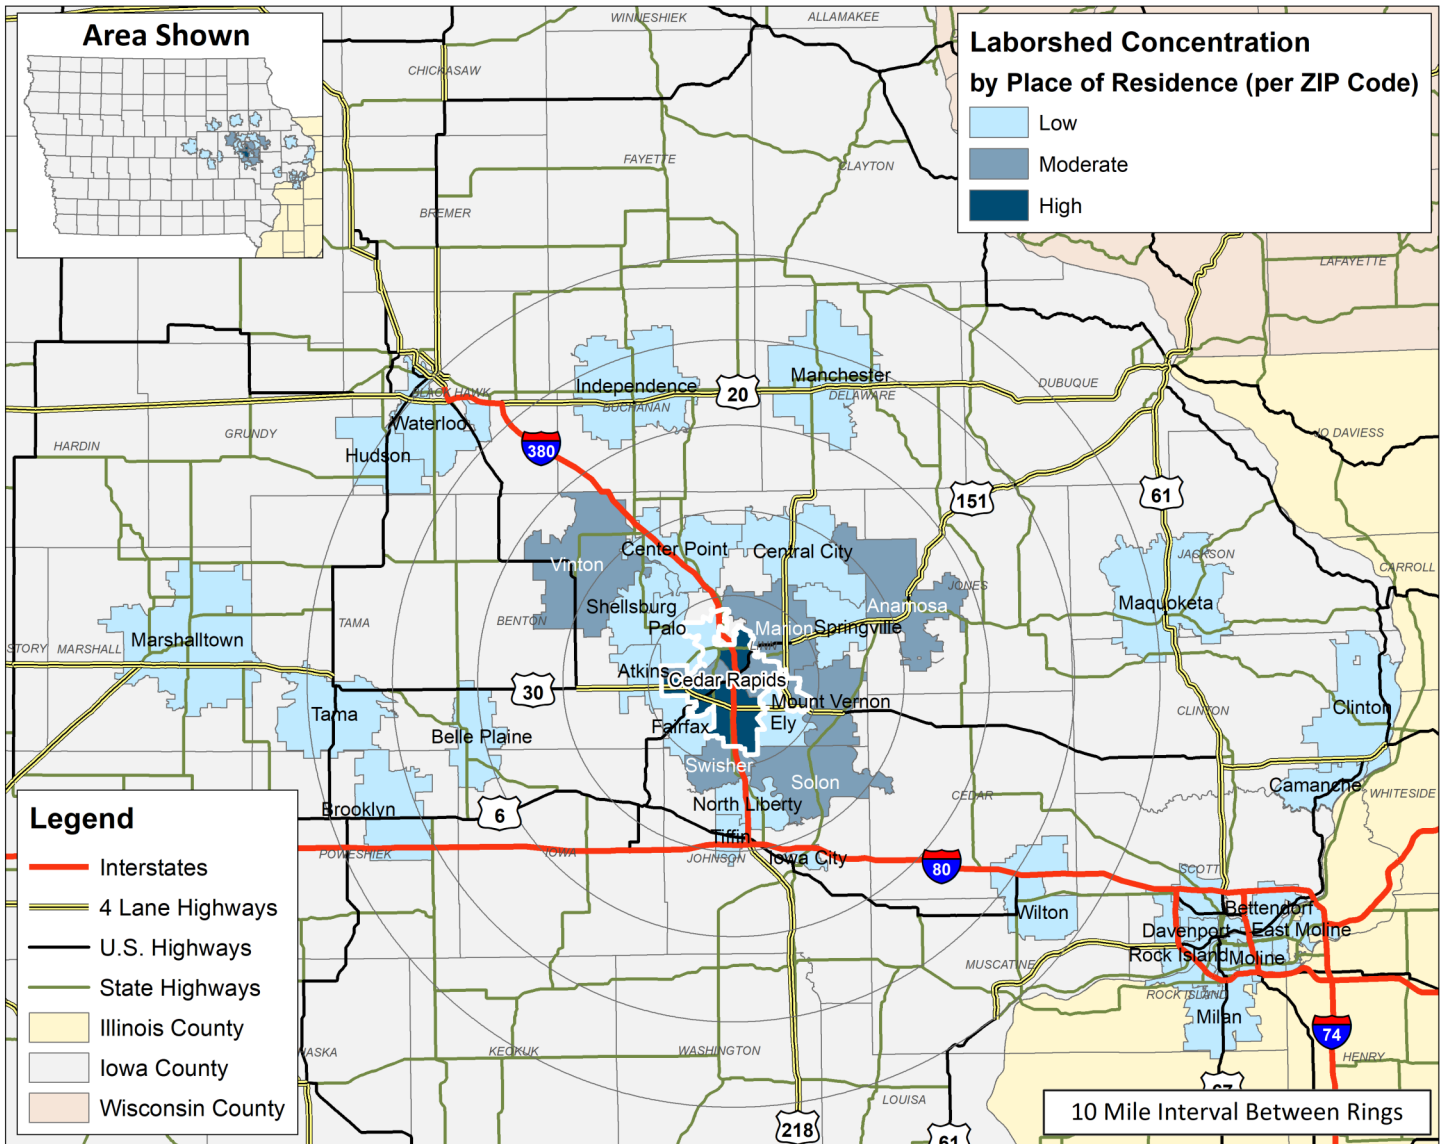 Area Shown
Laborshed Concentration
by Place of Residence (per ZIP Code)
Low
Moderate
High
WINNESHIEK
ALLAMAKEE
CHICKASAW
FAYETTE
CLAYTON
BREMER
LAFAYETTE
Independence
Manchester
20
BLACK HAWK
BUCHANAN
DELAWARE
DUBUQUE
Waterloo
GRUNDY
HARDIN
Hudson
380
JO DAVIESS
151
61
Center Point
Central City
Vinton
JACKSON
CARROLL
JONES
Shellsburg
Anamosa
Maquoketa
BENTON
TAMA
Palo
Marion
Springville
LINN
STORY
MARSHALL
Marshalltown
Atkins
Cedar Rapids
30
Mount Vernon
Tama
Fairfax
Ely
Clinton
CLINTON
Belle Plaine
Swisher
Solon
Camanche
CEDAR
WHITESIDE
North Liberty
Brooklyn
6
Tiffin
POWESHIEK
IOWA
JOHNSON
Iowa City
80
SCOTT
Wilton
Bettendorf
Davenport
East Moline
Rock Island
Moline
MUSCATINE
ROCK ISLAND
Milan
74
HENRY
KEOKUK
WASHINGTON
LOUISA
67
218
61
Legend
Interstates
4 Lane Highways
U.S. Highways
State Highways
Illinois County
Iowa County
Wisconsin County
NASKA
10 Mile Interval Between Rings